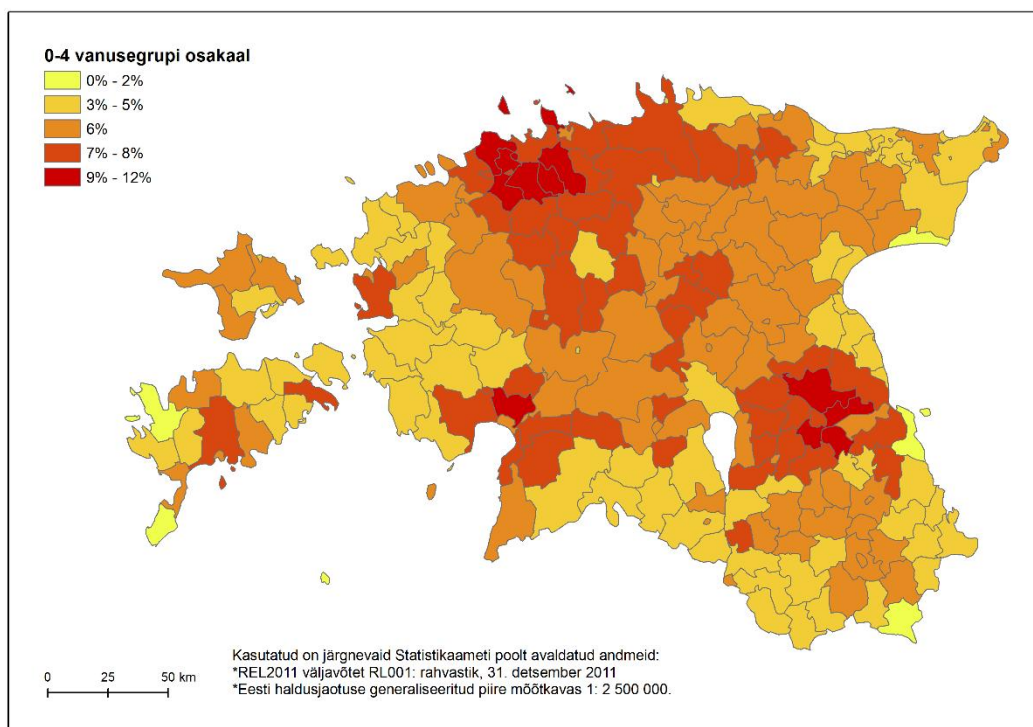 0-4 vanusegrupi osakaal
0% - 2%
3% - 5%
6%
7% - 8%
9% - 12%
Kasutatud on järgnevaid Statistikaameti poolt avaldatud andmeid:
*REL2011 väljavõtet RL001: rahvastik, 31. detsember 2011
*Eesti haldusjaotuse generaliseeritud piire mõõtkavas 1: 2 500 000.
0 25 50 km